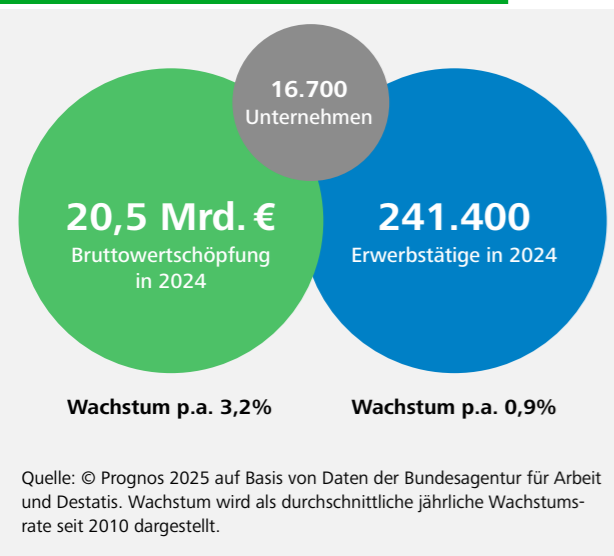 16.700
Unternehmen
20,5 Mrd. €
Bruttowertschöpfung
in 2024
241.400
Erwerbstätige in 2024
Wachstum p.a. 3,2%
Wachstum p.a. 0,9%
Quelle: © Prognos 2025 auf Basis von Daten der Bundesagentur für Arbeit
und Destatis. Wachstum wird als durchschnittliche jährliche Wachstums-
rate seit 2010 dargestellt.